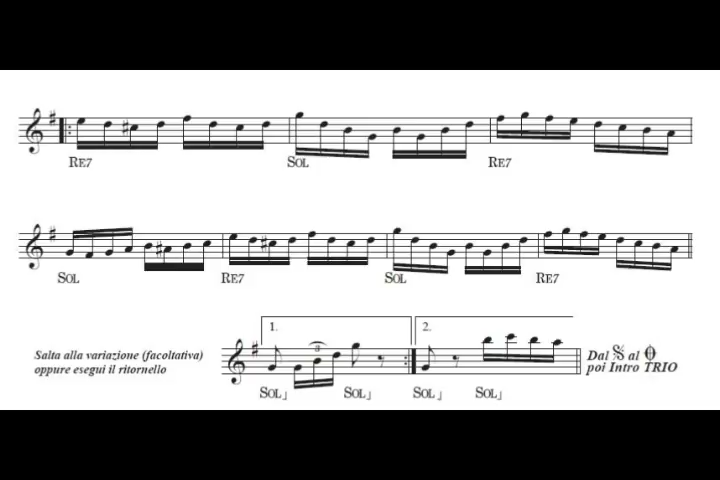 RE7 SOL RE7
SOL RE7 SOL RE7
1. 2.
3
Salta alla variazione (facoltativa)
oppure esegui il ritornello
Dal 𝄋 al 𝄌
poi Intro TRIO
SOL┘ SOL┘ SOL┘ SOL┘